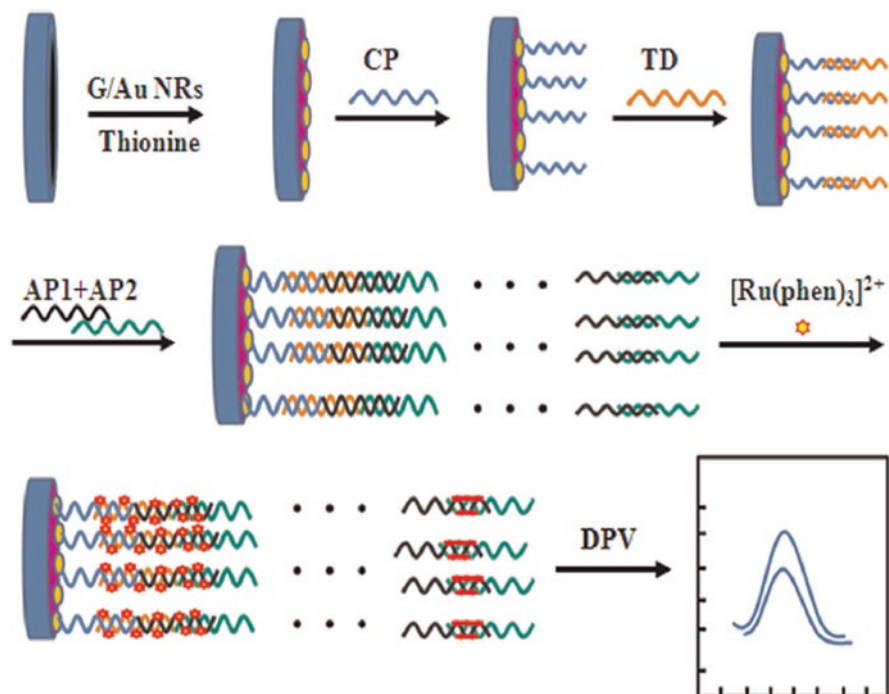 G/Au NRs
Thionine
CP
TD
AP1+AP2
[Ru(phen)₃]²⁺
DPV